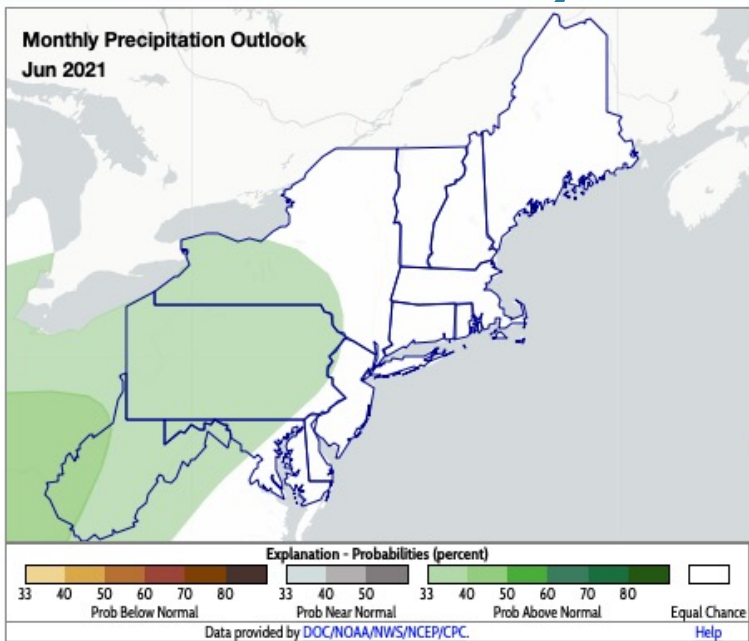 Monthly Precipitation Outlook
Jun 2021
Explanation - Probabilities (percent)
33 40 50 60 70 80 33 40 50 33 40 50 60 70 80
Prob Below Normal Prob Near Normal Prob Above Normal Equal Chance
Data provided by DOC/NOAA/NWS/NCEP/CPC. Help